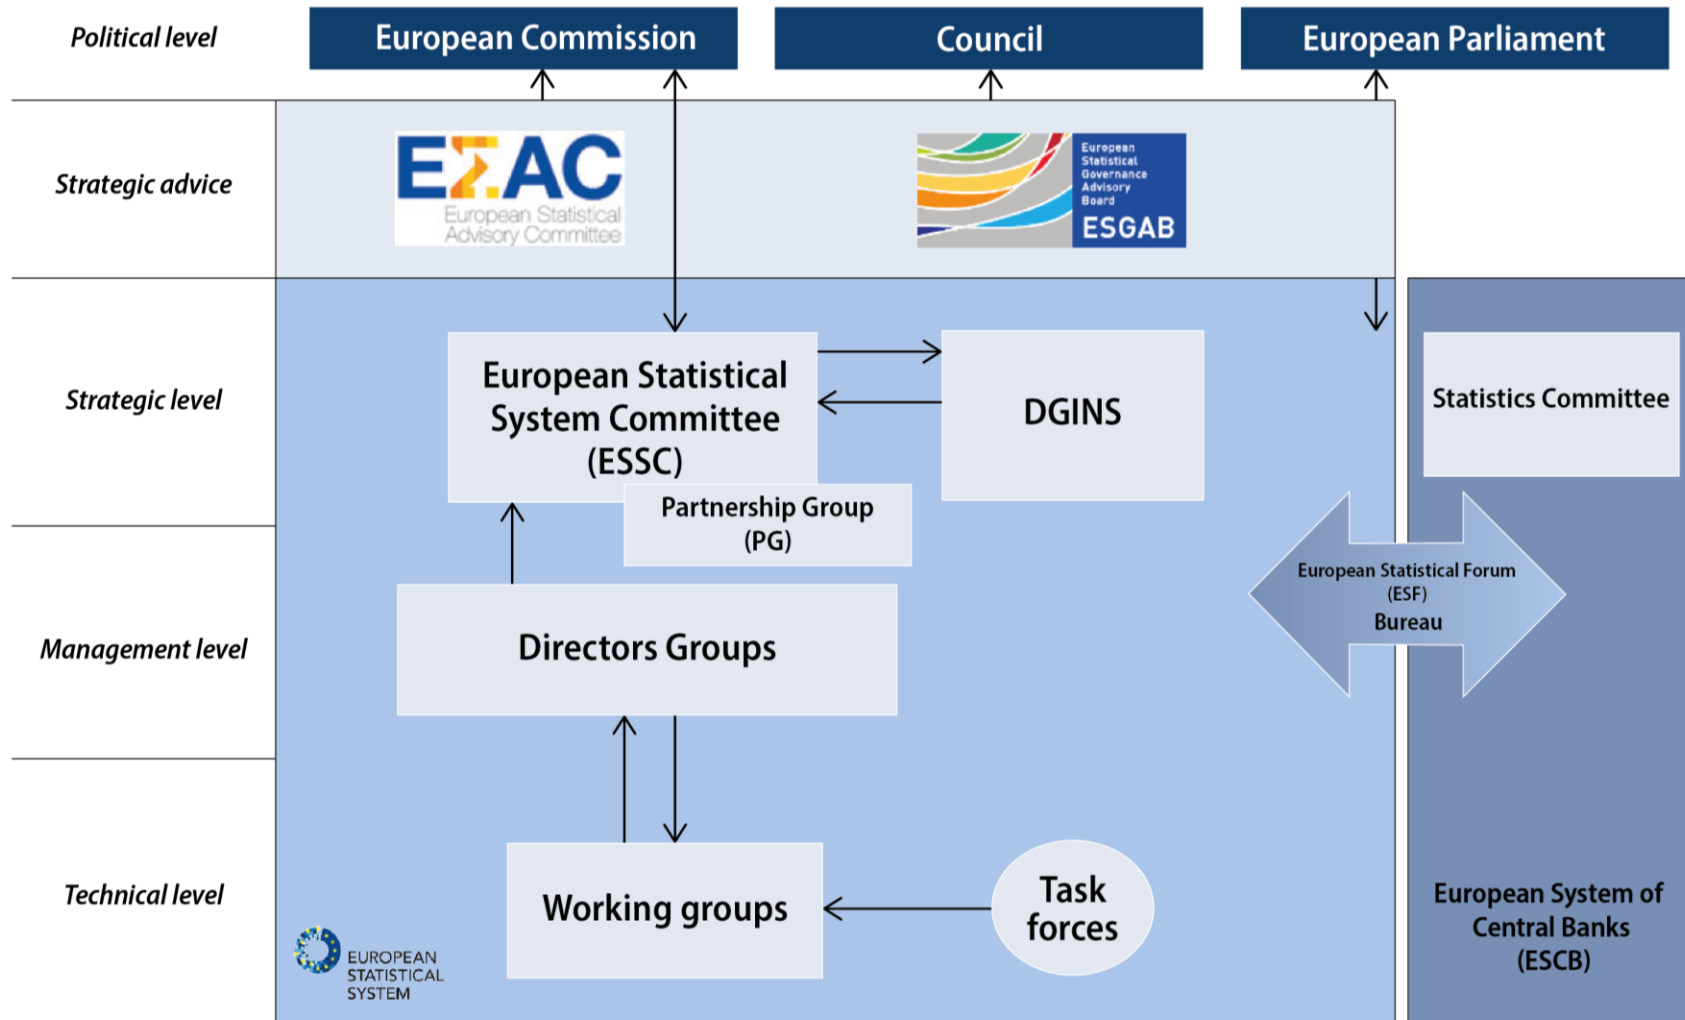 Political level
European Commission
Council
European Parliament
Strategic advice
EΣAC
European Statistical
Advisory Committee
European
Statistical
Governance
Advisory
Board
ESGAB
Strategic level
European Statistical
System Committee
(ESSC)
DGINS
Statistics Committee
Partnership Group
(PG)
European Statistical Forum
(ESF)
Bureau
Management level
Directors Groups
Technical level
Working groups
Task
forces
European System of
Central Banks
(ESCB)
EUROPEAN
STATISTICAL
SYSTEM